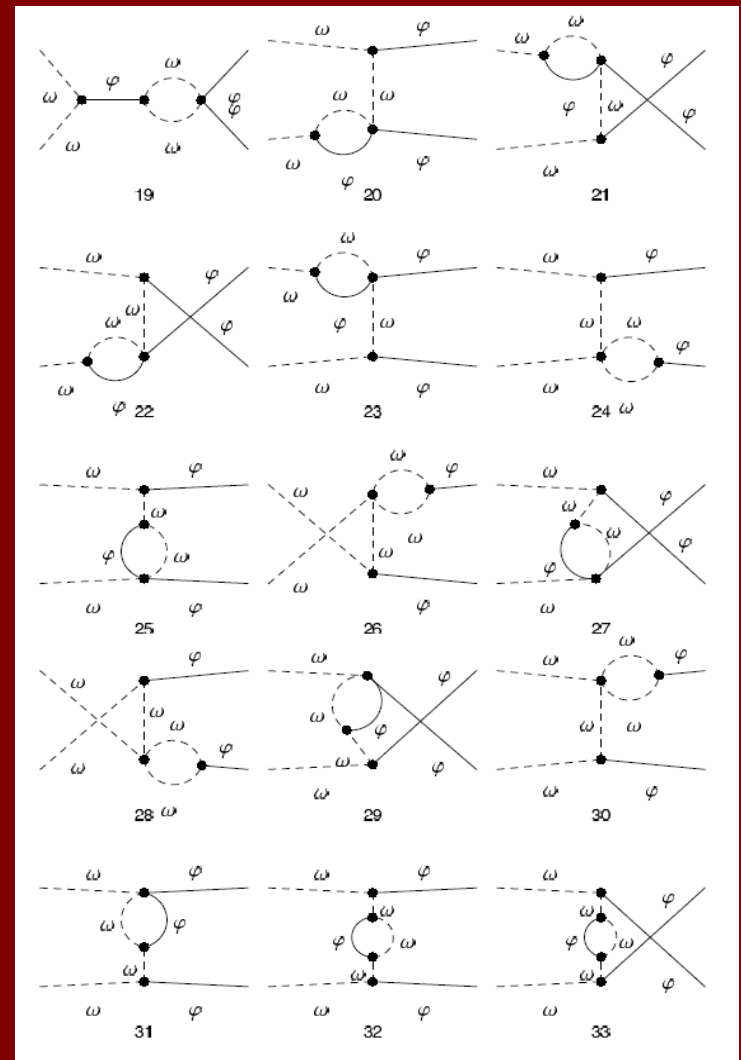 ω φ ω ω φ φ ω ω
19
ω φ ω ω ω φ φ
20
ω ω φ φ ω φ ω
21
ω φ ω ω φ ω φ
22
ω φ ω φ ω ω φ
23
ω φ ω ω φ ω ω
24
ω φ ω φ ω ω φ
25
ω φ ω ω ω ω φ
26
ω φ ω ω φ φ ω
27
ω φ ω ω φ ω ω
28
ω φ ω φ ω φ ω
29
ω ω φ ω ω ω φ
30
ω φ ω φ ω ω φ
31
ω φ ω φ ω ω ω φ
32
ω φ ω φ ω ω φ ω
33